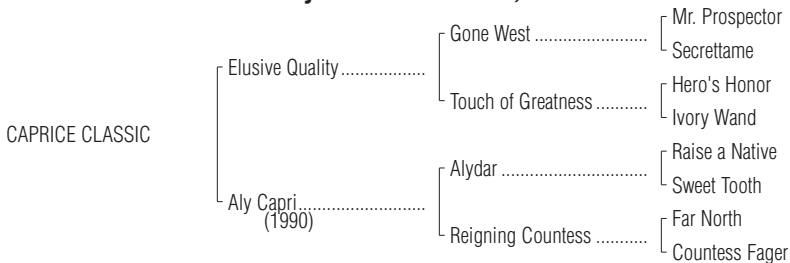 Mr. Prospector
Gone West ....................
Secrettame
Elusive Quality..................
Hero's Honor
Touch of Greatness ...........
Ivory Wand
CAPRICE CLASSIC
Raise a Native
Alydar ..........................
Sweet Tooth
Aly Capri...........................
(1990)
Far North
Reigning Countess ...........
Countess Fager